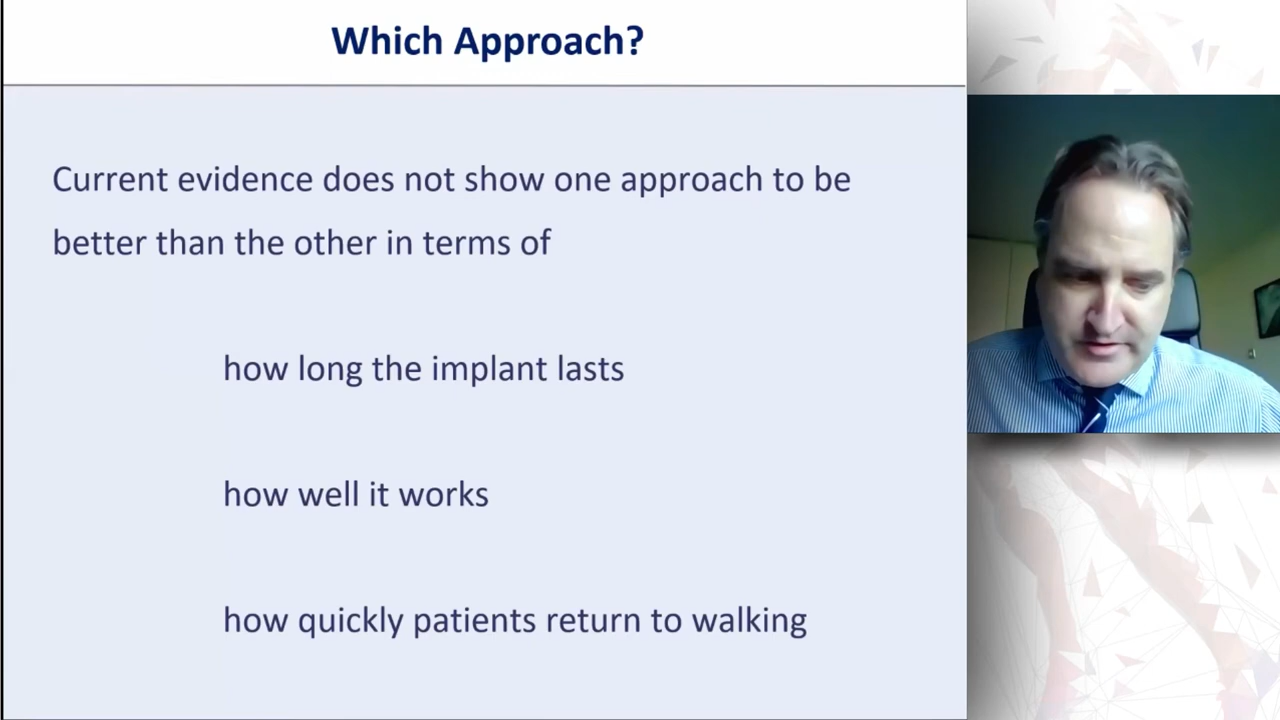 Which Approach?
Current evidence does not show one approach to be
better than the other in terms of
how long the implant lasts
how well it works
how quickly patients return to walking